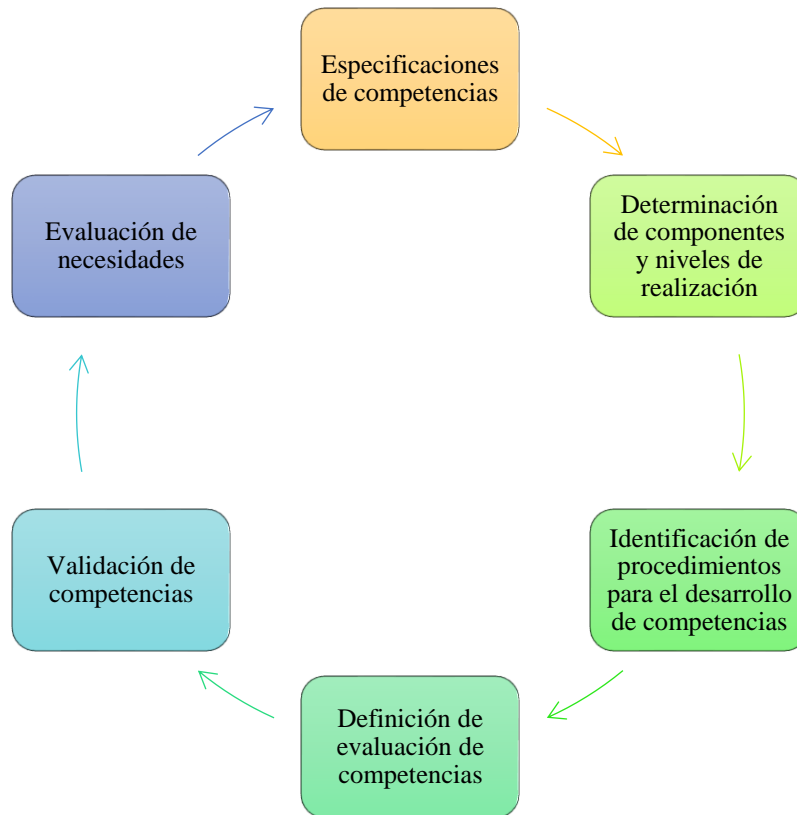 Especificaciones
de competencias
Determinación
de componentes
y niveles de
realización
Identificación de
procedimientos
para el desarrollo
de competencias
Definición de
evaluación de
competencias
Validación de
competencias
Evaluación de
necesidades